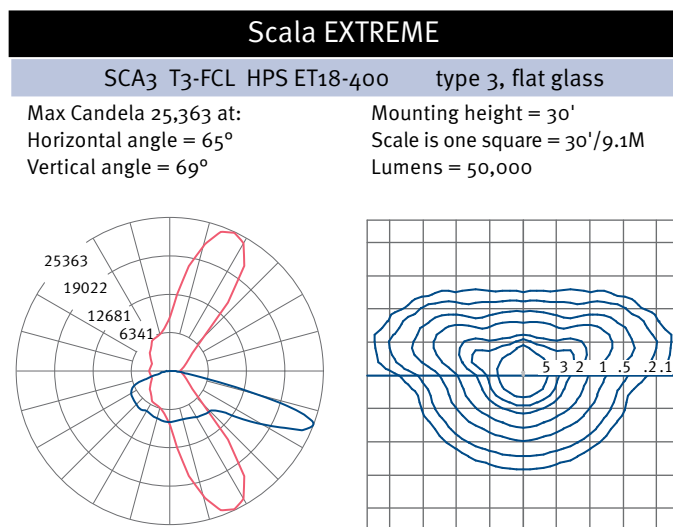 Scala EXTREME
SCA3 T3-FCL HPS ET18-400 type 3, flat glass
Max Candela 25,363 at:
Horizontal angle = 65°
Vertical angle = 69°
Mounting height = 30'
Scale is one square = 30'/9.1M
Lumens = 50,000
25363
19022
12681
6341
5 3 2 1 .5 .2 .1